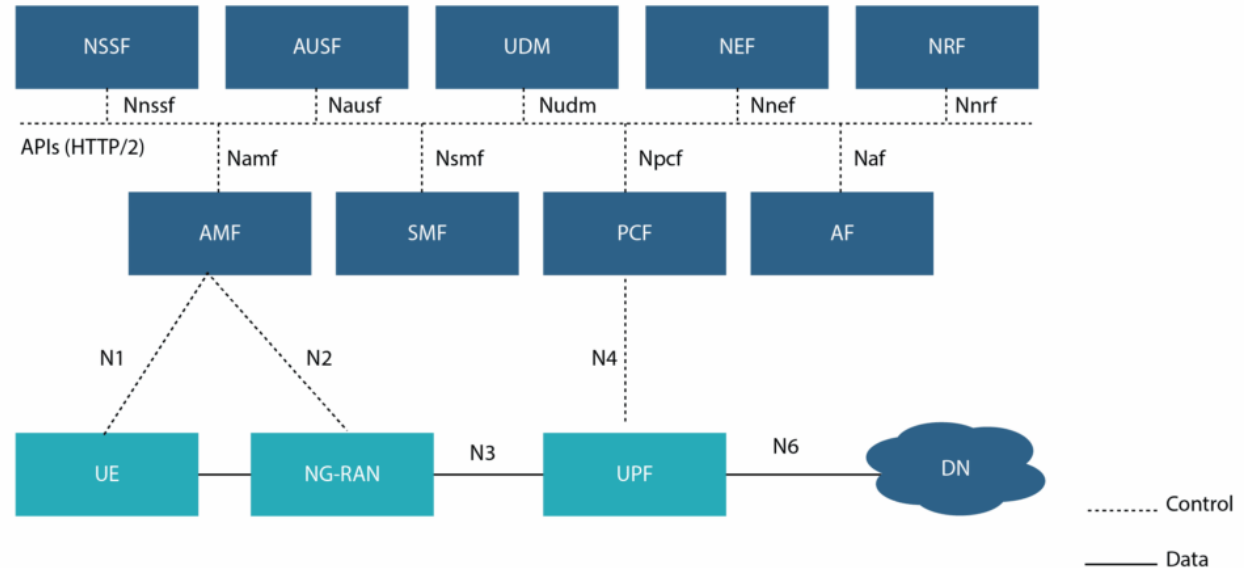 NSSF
AUSF
UDM
NEF
NRF
Nnssf
Nausf
Nudm
Nnef
Nnrf
APIs (HTTP/2)
Namf
Nsmf
Npcf
Naf
AMF
SMF
PCF
AF
N1
N2
N4
UE
NG-RAN
N3
UPF
N6
DN
Control
Data